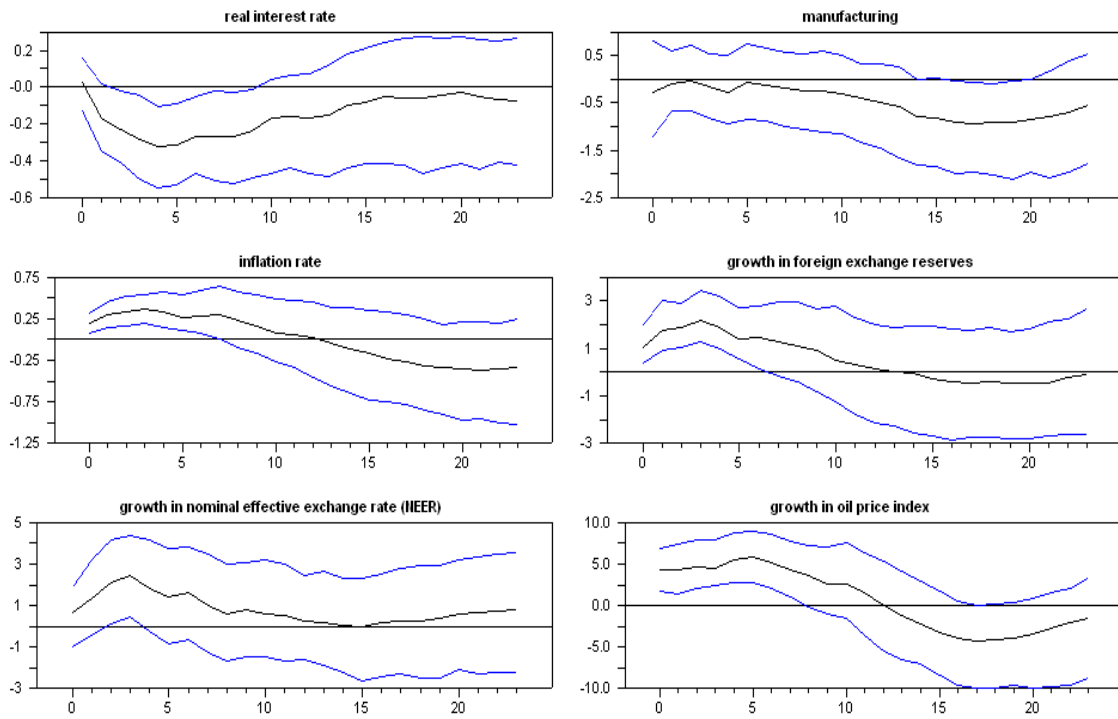 real interest rate
0.2
-0.0
-0.2
-0.4
-0.6
0 5 10 15 20
manufacturing
0.5
-0.5
-1.5
-2.5
0 5 10 15 20
inflation rate
0.75
0.25
-0.25
-0.75
-1.25
0 5 10 15 20
growth in foreign exchange reserves
3
1
-1
-3
0 5 10 15 20
growth in nominal effective exchange rate (NEER)
5
3
1
-1
-3
0 5 10 15 20
growth in oil price index
10.0
5.0
0.0
-5.0
-10.0
0 5 10 15 20